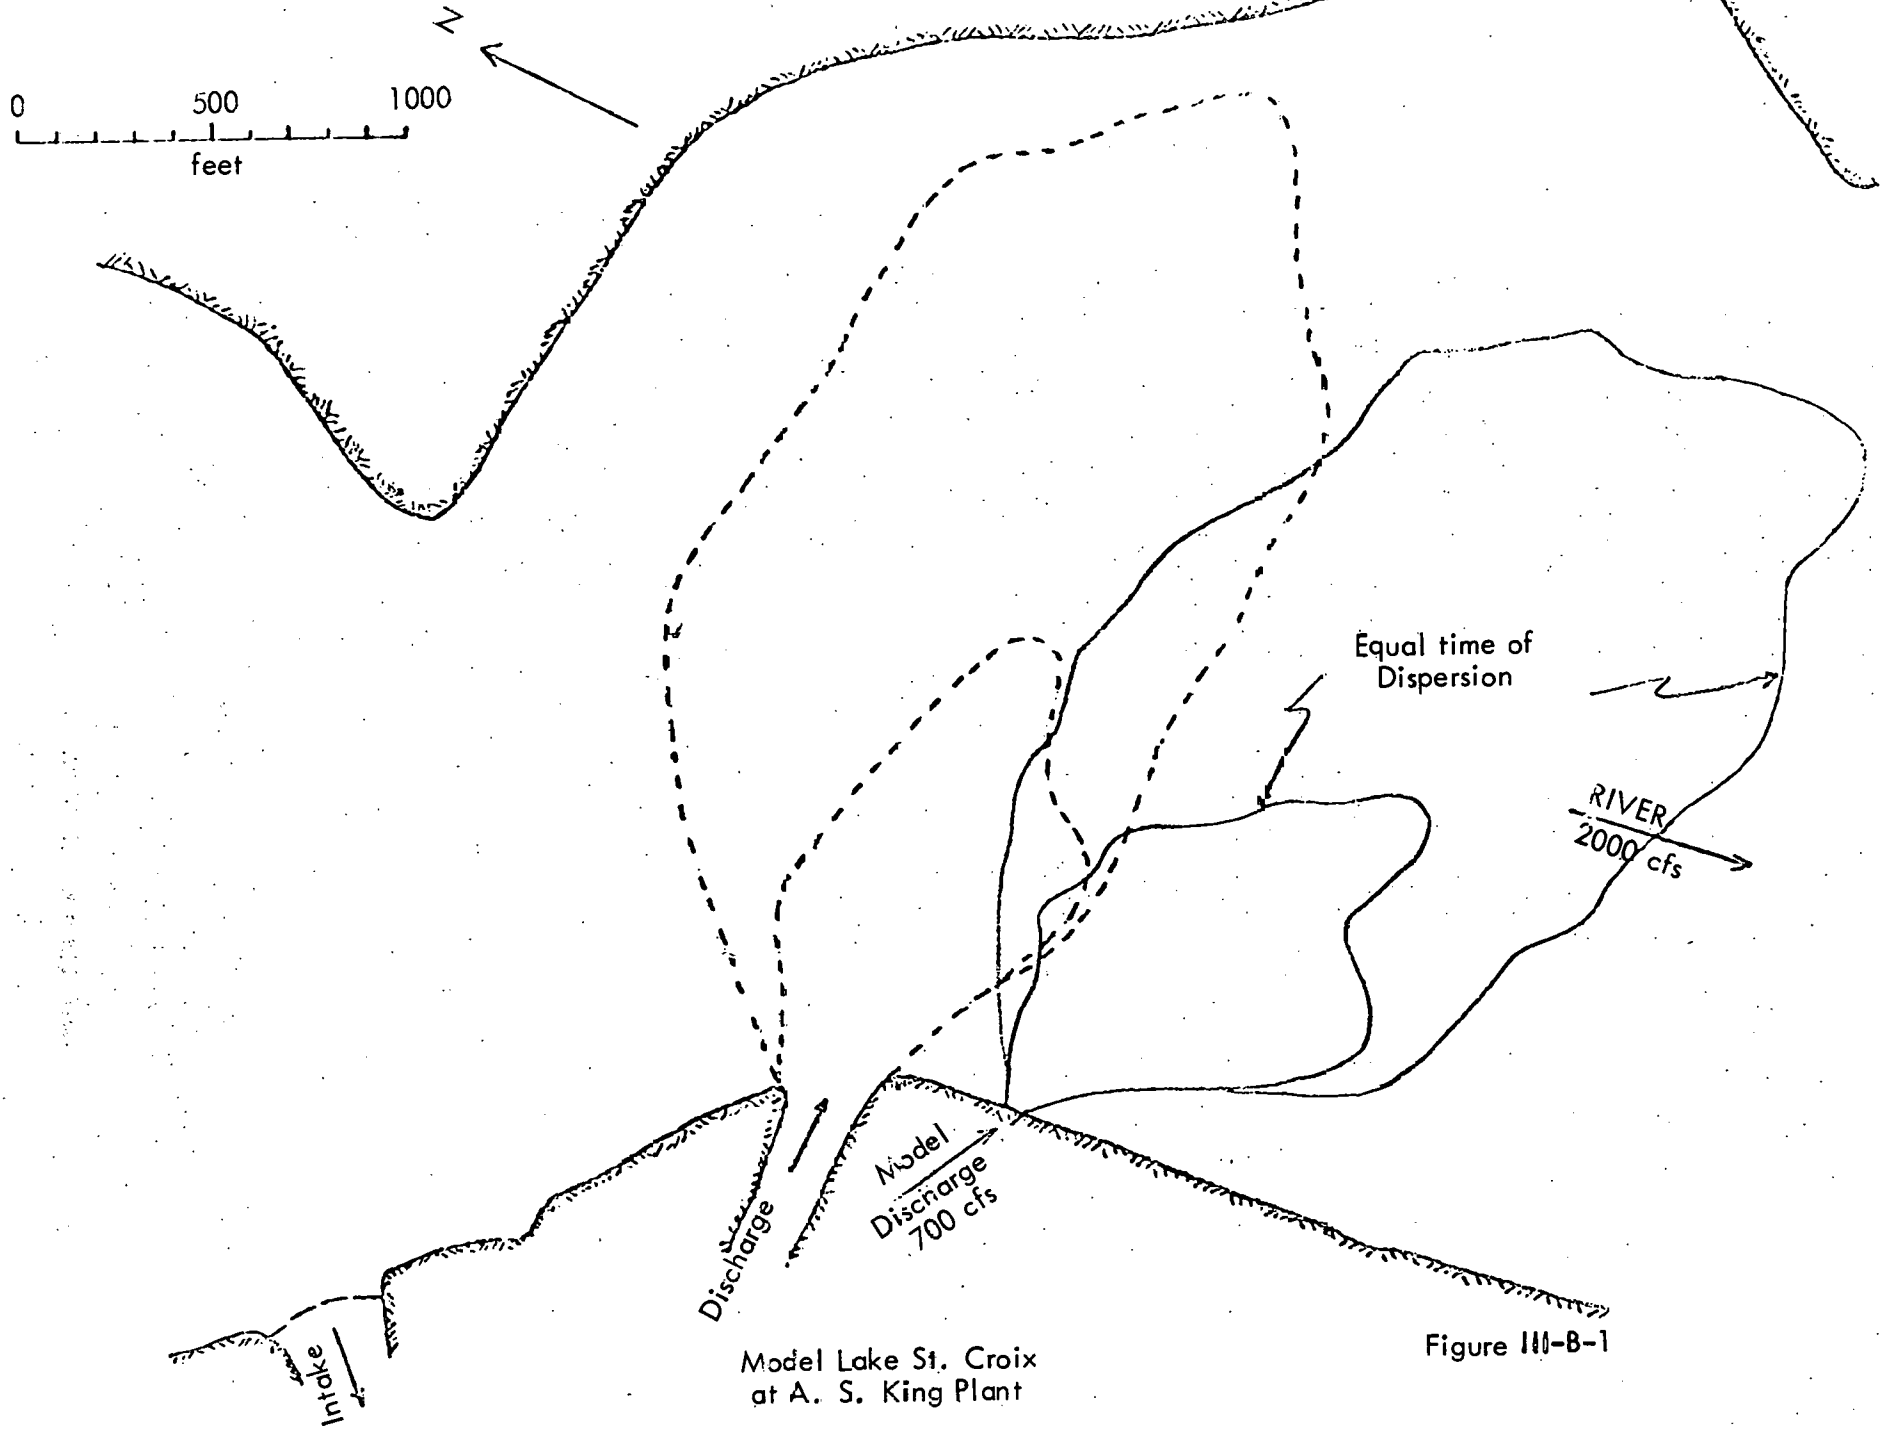 N
0 500 1000
feet
Equal time of
Dispersion
RIVER
2000 cfs
Model
Discharge
700 cfs
Discharge
Intake
Model Lake St. Croix
at A. S. King Plant
Figure III-B-1